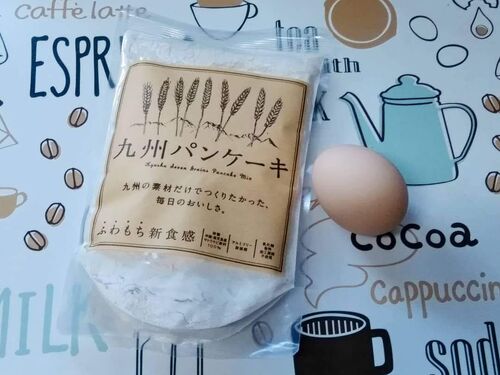 caffè latte
ESPR
tea
with
九州パンケーキ
Kyushu Seven Grains Pancake Mix
九州の素材だけでつくりたかった、
毎日のおいしさ。
ふわもち新食感
100%
cocoa
cappuccin
MILK
sod